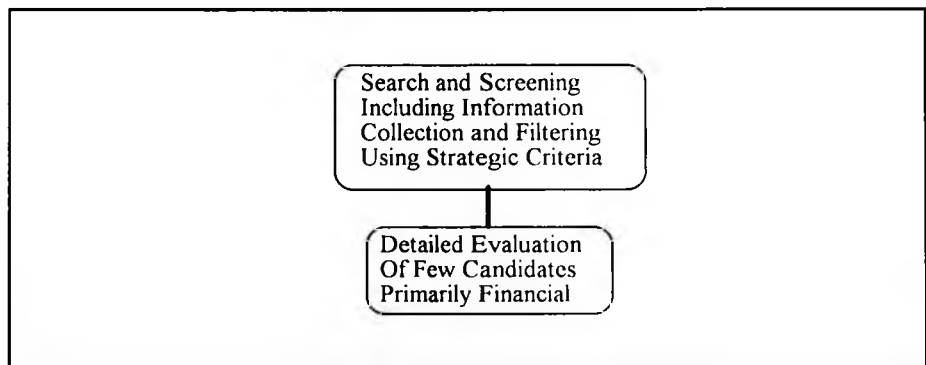 Search and Screening
Including Information
Collection and Filtering
Using Strategic Criteria
Detailed Evaluation
Of Few Candidates
Primarily Financial